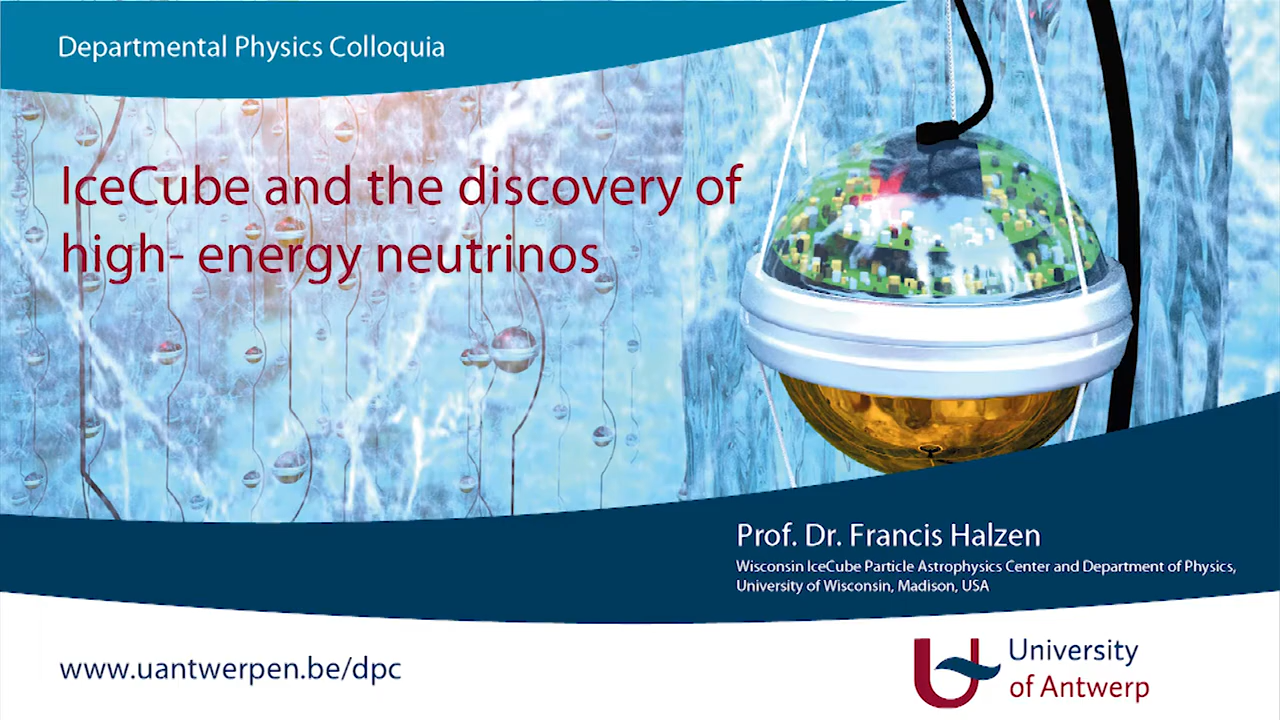 Departmental Physics Colloquia
IceCube and the discovery of
high- energy neutrinos
Prof. Dr. Francis Halzen
Wisconsin IceCube Particle Astrophysics Center and Department of Physics,
University of Wisconsin, Madison, USA
www.uantwerpen.be/dpc
University
of Antwerp